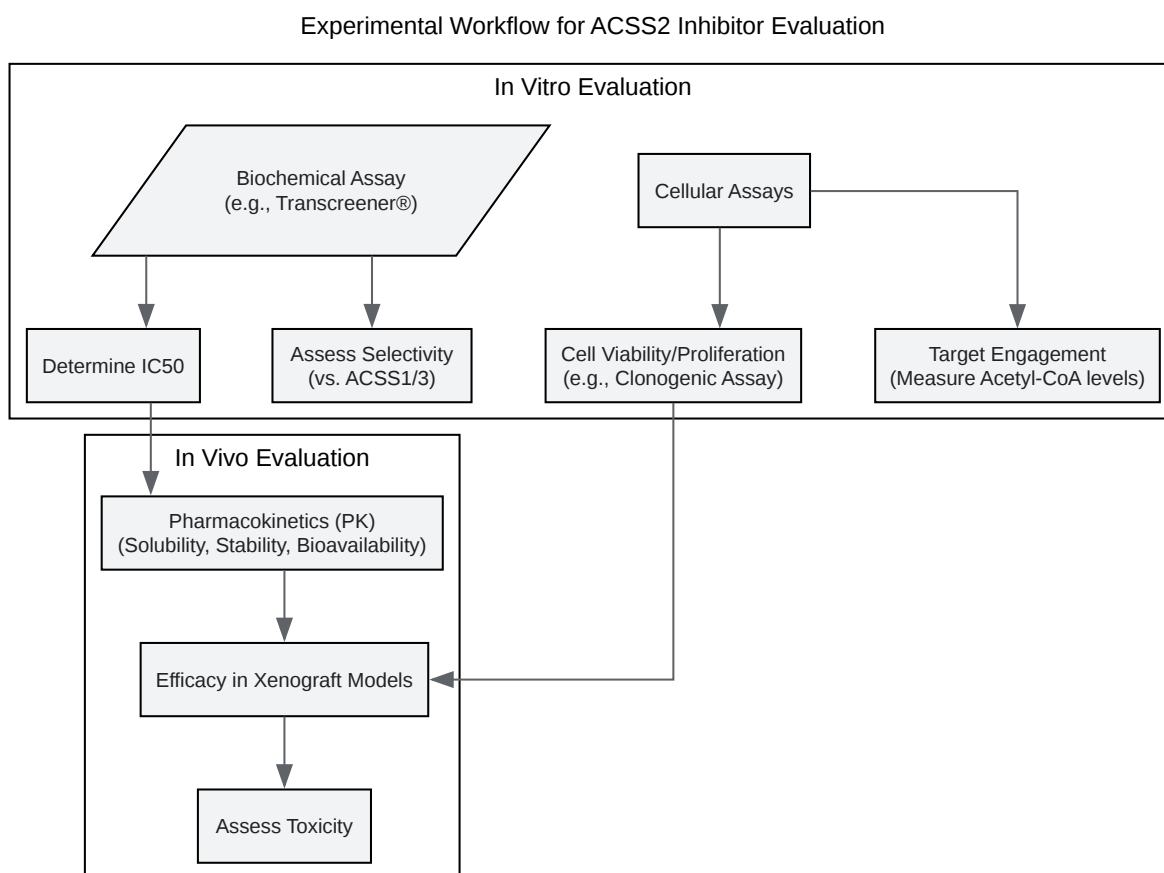 Experimental Workflow for ACSS2 Inhibitor Evaluation
In Vitro Evaluation
Biochemical Assay
(e.g., Transcreener®)
Cellular Assays
Determine IC50
Assess Selectivity
(vs. ACSS1/3)
Cell Viability/Proliferation
(e.g., Clonogenic Assay)
Target Engagement
(Measure Acetyl-CoA levels)
In Vivo Evaluation
Pharmacokinetics (PK)
(Solubility, Stability, Bioavailability)
Efficacy in Xenograft Models
Assess Toxicity